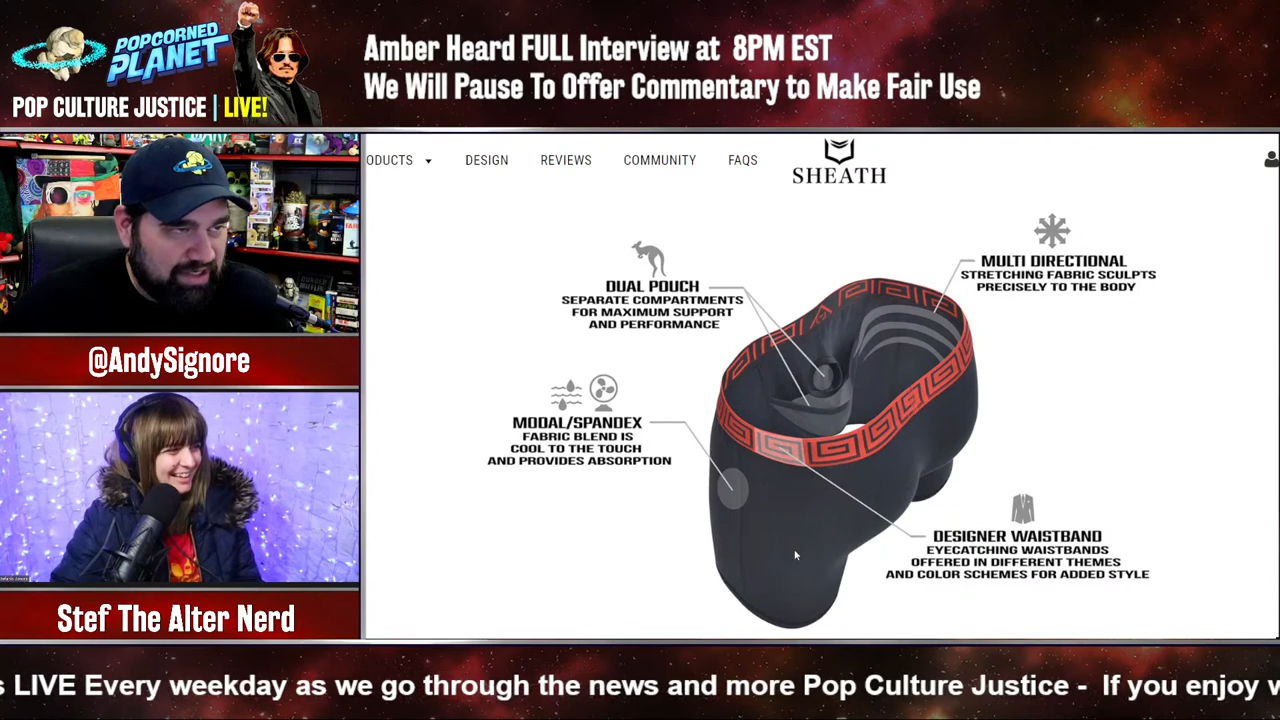 POPCORNED
PLANET
POP CULTURE JUSTICE | LIVE!
Amber Heard FULL Interview at 8PM EST
We Will Pause To Offer Commentary to Make Fair Use
ODUCTS
DESIGN
REVIEWS
COMMUNITY
FAQS
SHEATH
DUAL POUCH
SEPARATE COMPARTMENTS
FOR MAXIMUM SUPPORT
AND PERFORMANCE
MULTI DIRECTIONAL
STRETCHING FABRIC SCULPTS
PRECISELY TO THE BODY
MODAL/SPANDEX
FABRIC BLEND IS
COOL TO THE TOUCH
AND PROVIDES ABSORPTION
DESIGNER WAISTBAND
EYECATCHING WAISTBANDS
OFFERED IN DIFFERENT THEMES
AND COLOR SCHEMES FOR ADDED STYLE
@AndySignore
Stef The Alter Nerd
s LIVE Every weekday as we go through the news and more Pop Culture Justice - If you enjoy w